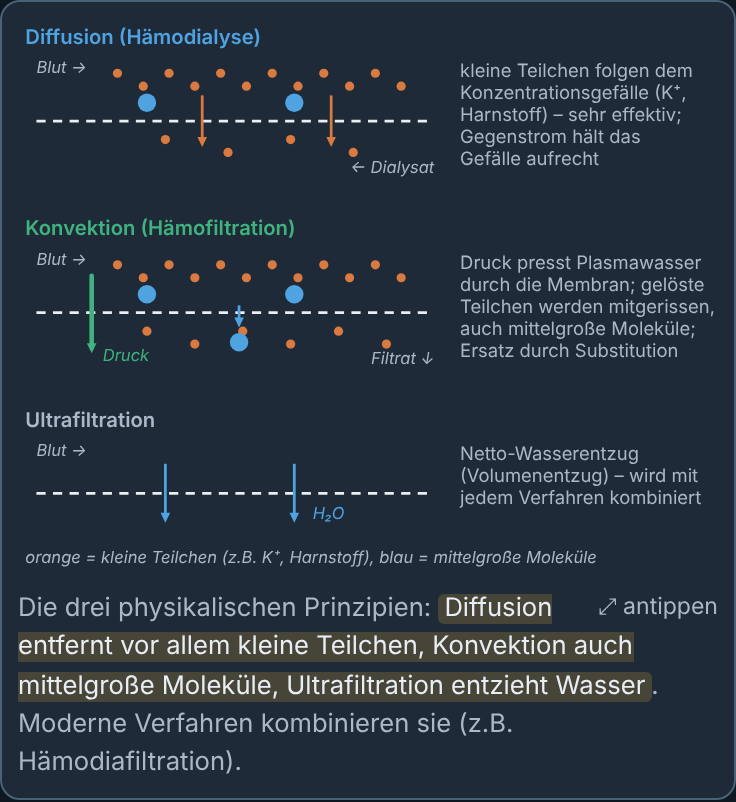 Diffusion (Hämodialyse)
Blut →
kleine Teilchen folgen dem
Konzentrationsgefälle (K⁺,
Harnstoff) – sehr effektiv;
Gegenstrom hält das
Gefälle aufrecht
← Dialysat
Konvektion (Hämofiltration)
Blut →
Druck presst Plasmawasser
durch die Membran; gelöste
Teilchen werden mitgerissen,
auch mittelgroße Moleküle;
Ersatz durch Substitution
Druck
Filtrat ↓
Ultrafiltration
Blut →
Netto-Wasserentzug
(Volumenentzug) – wird mit
jedem Verfahren kombiniert
H₂O
orange = kleine Teilchen (z.B. K⁺, Harnstoff), blau = mittelgroße Moleküle
Die drei physikalischen Prinzipien: Diffusion
⤢ antippen
entfernt vor allem kleine Teilchen, Konvektion auch
mittelgroße Moleküle, Ultrafiltration entzieht Wasser.
Moderne Verfahren kombinieren sie (z.B.
Hämodiafiltration).